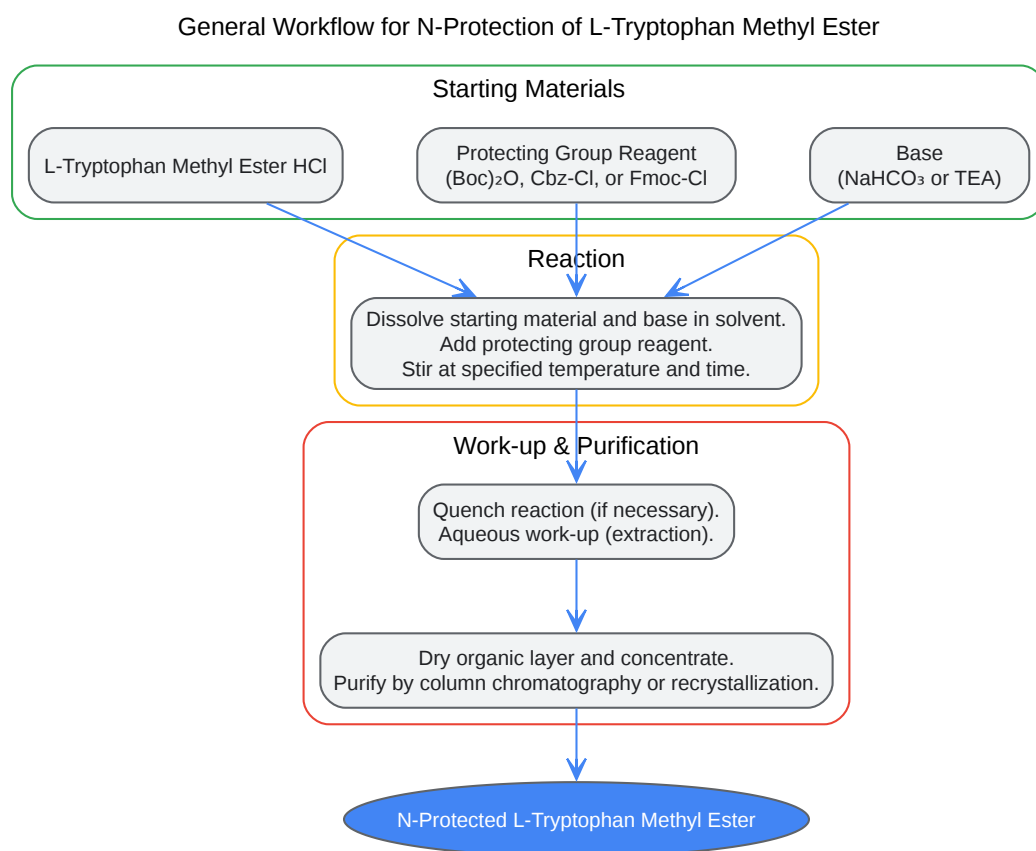 General Workflow for N-Protection of L-Tryptophan Methyl Ester
Starting Materials
L-Tryptophan Methyl Ester HCl
Protecting Group Reagent
(Boc)₂O, Cbz-Cl, or Fmoc-Cl
Base
(NaHCO₃ or TEA)
Reaction
Dissolve starting material and base in solvent.
Add protecting group reagent.
Stir at specified temperature and time.
Work-up & Purification
Quench reaction (if necessary).
Aqueous work-up (extraction).
Dry organic layer and concentrate.
Purify by column chromatography or recrystallization.
N-Protected L-Tryptophan Methyl Ester